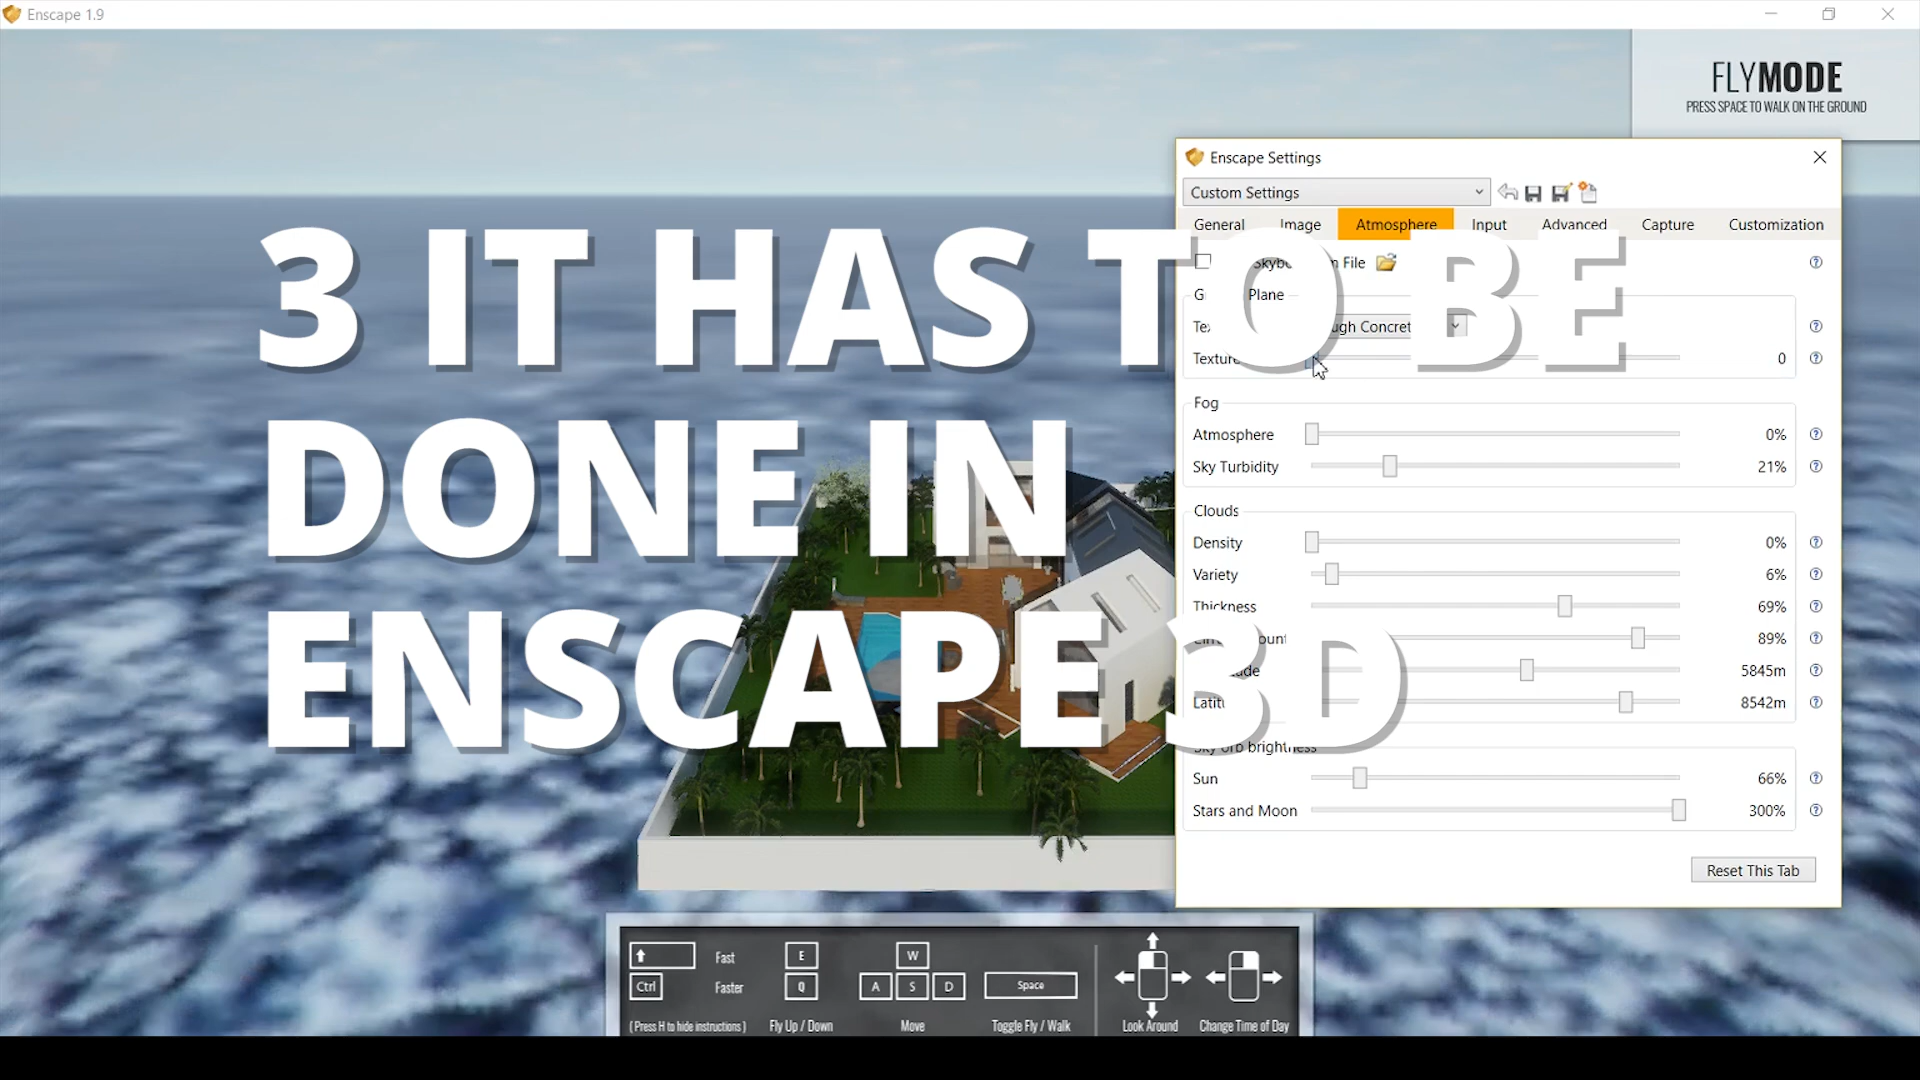 Enscape 1.9
FLYMODE
PRESS SPACE TO WALK ON THE GROUND
Enscape Settings
Custom Settings
General Image Atmosphere Input Advanced Capture Customization
File
Plane
Texture 0
Fog
Atmosphere 0%
Sky Turbidity 21%
Clouds
Density 0%
Variety 6%
Thickness 69%
89%
5845m
8542m
Sky orb brightness
Sun 66%
Stars and Moon 300%
Reset This Tab
3 IT HAS TO BE
DONE IN
ENSCAPE 3D
Fast E W
Ctrl Faster Q A S D Space
( Press H to hide instructions ) Fly Up / Down Move Toggle Fly / Walk Look Around Change Time of Day